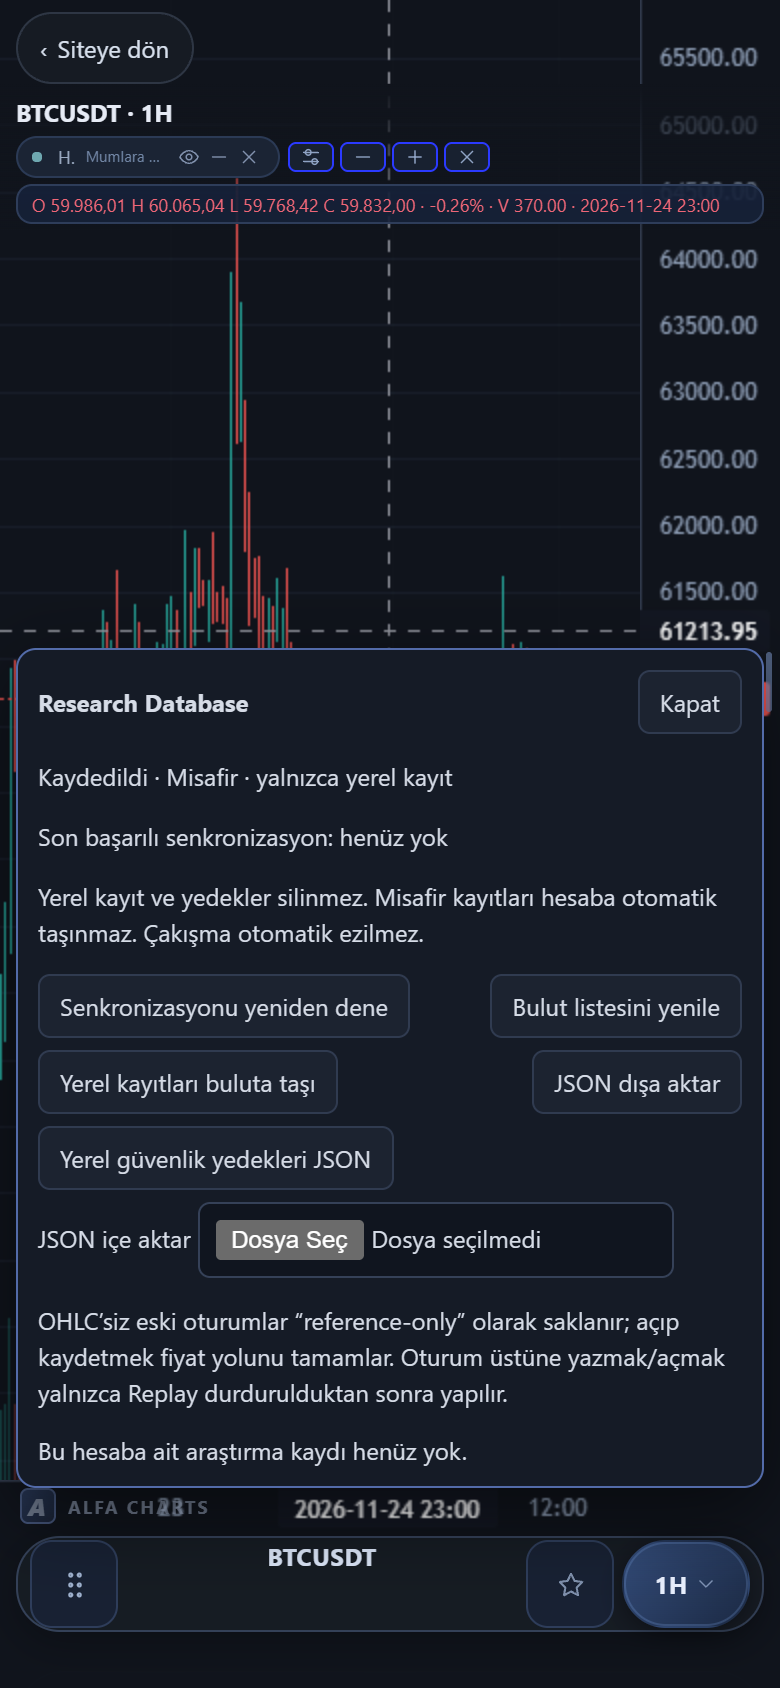 ‹ Siteye dön
65500.00
65000.00
BTCUSDT · 1H
H. Mumlara ...
64500.00
O 59.986,01 H 60.065,04 L 59.768,42 C 59.832,00 · -0.26% · V 370.00 · 2026-11-24 23:00
64000.00
63500.00
63000.00
62500.00
62000.00
61500.00
61213.95
Research Database
Kapat
Kaydedildi · Misafir · yalnızca yerel kayıt
Son başarılı senkronizasyon: henüz yok
Yerel kayıt ve yedekler silinmez. Misafir kayıtları hesaba otomatik
taşınmaz. Çakışma otomatik ezilmez.
Senkronizasyonu yeniden dene
Bulut listesini yenile
Yerel kayıtları buluta taşı
JSON dışa aktar
Yerel güvenlik yedekleri JSON
JSON içe aktar
Dosya Seç Dosya seçilmedi
OHLC’siz eski oturumlar “reference-only” olarak saklanır; açıp
kaydetmek fiyat yolunu tamamlar. Oturum üstüne yazmak/açmak
yalnızca Replay durdurulduktan sonra yapılır.
Bu hesaba ait araştırma kaydı henüz yok.
A ALFA CHARTS
23
2026-11-24 23:00
12:00
BTCUSDT
1H